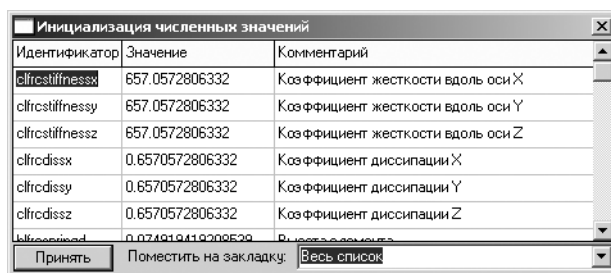 Инициализация численных значений
Идентификатор Значение Комментарий
clfrcstiffnessx 657.0572806332 Коэффициент жесткости вдоль оси X
clfrcstiffnessy 657.0572806332 Коэффициент жесткости вдоль оси Y
clfrcstiffnessz 657.0572806332 Коэффициент жесткости вдоль оси Z
clfrcdissx 0.6570572806332 Коэффициент диссипации X
clfrcdissy 0.6570572806332 Коэффициент диссипации Y
clfrcdissz 0.6570572806332 Коэффициент диссипации Z
Принять Поместить на закладку: Весь список